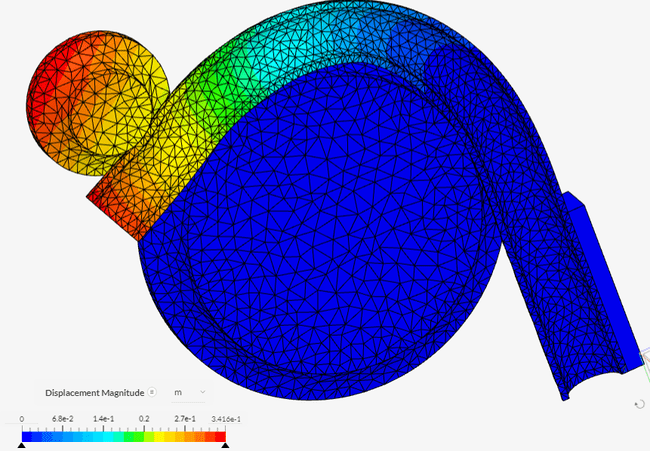 Displacement Magnitude m
0 6.8e-2 1.4e-1 0.2 2.7e-1 3.416e-1